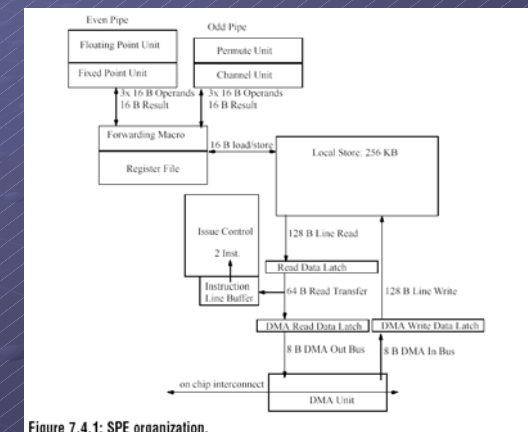 Even Pipe
Odd Pipe
Floating Point Unit
Permute Unit
Fixed Point Unit
Channel Unit
3x 16 B Operands
16 B Result
3x 16 B Operands
16 B Result
Forwarding Macro
16 B load/store
Local Store: 256 KB
Register File
Issue Control
2 Inst.
128 B Line Read
Read Data Latch
Instruction
Line Buffer
64 B Read Transfer
128 B Line Write
DMA Read Data Latch
DMA Write Data Latch
8 B DMA Out Bus
8 B DMA In Bus
on chip interconnect
DMA Unit
Figure 7.4.1: SPE organization.